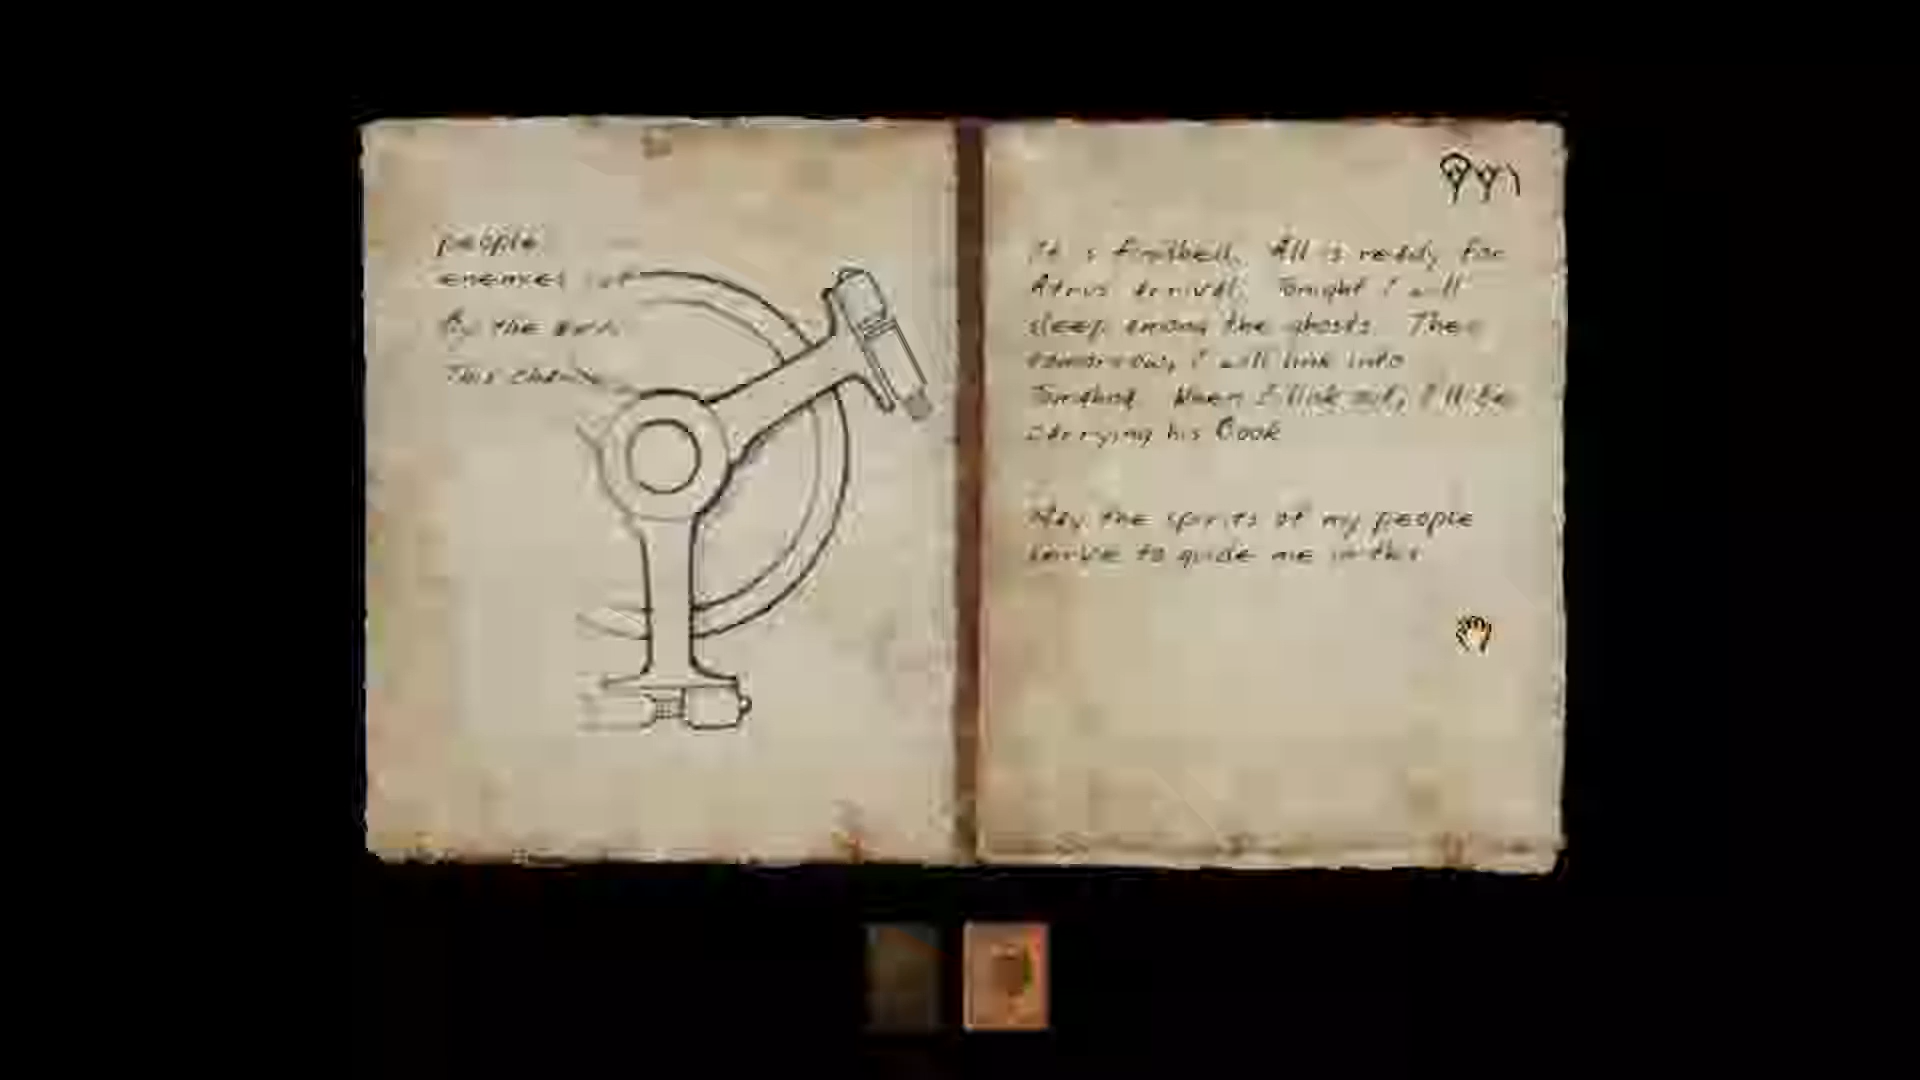 people.
enemies
By the
This
It is firstbell. All is ready for
Atrus' arrival. Tonight I will
sleep among the ghosts. Then
tomorrow, I will link into
Tomahna. When I link out, I'll be
carrying his Book
May the spirits of my people
to guide me in this